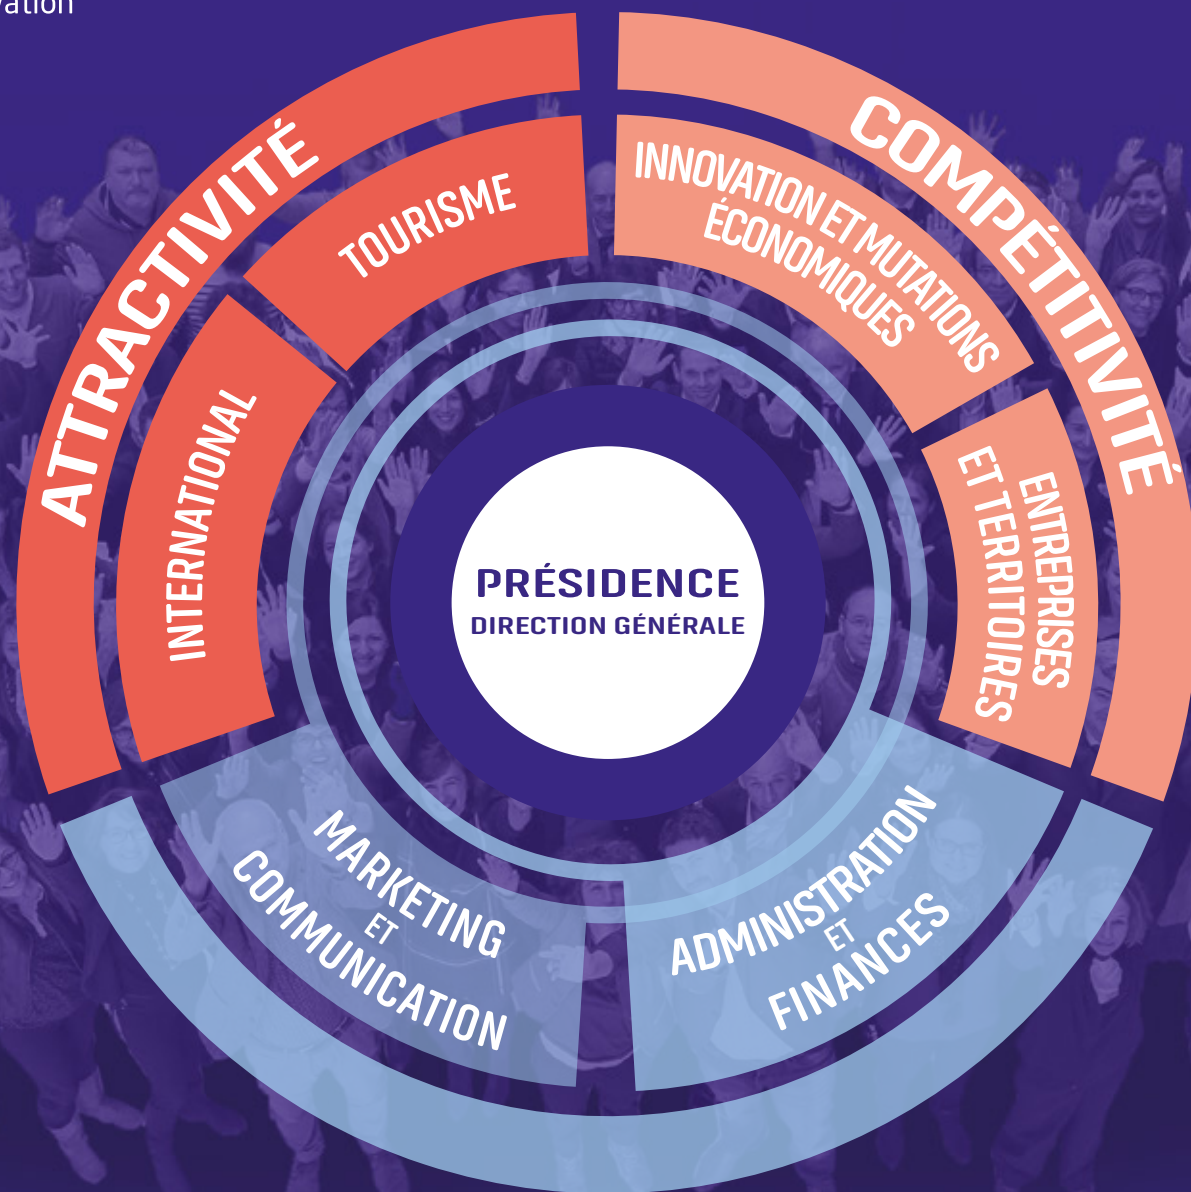 ATTRACTIVITÉ
TOURISME
INTERNATIONAL
COMPÉTITIVITÉ
INNOVATION ET MUTATIONS
ÉCONOMIQUES
ENTREPRISES
ET TERRITOIRES
PRÉSIDENCE
DIRECTION GÉNÉRALE
MARKETING
ET
COMMUNICATION
ADMINISTRATION
ET
FINANCES